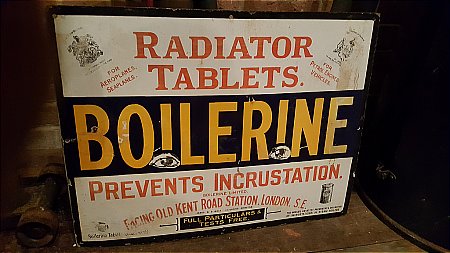 RADIATOR
TABLETS.
FOR
AEROPLANES,
SEAPLANES.
FOR
PETROL DRIVEN
VEHICLES.
BOILERINE
PREVENTS INCRUSTATION.
BOILERINE LIMITED.
FACING OLD KENT ROAD STATION, LONDON, S.E.
FULL PARTICULARS &
TESTS FREE.